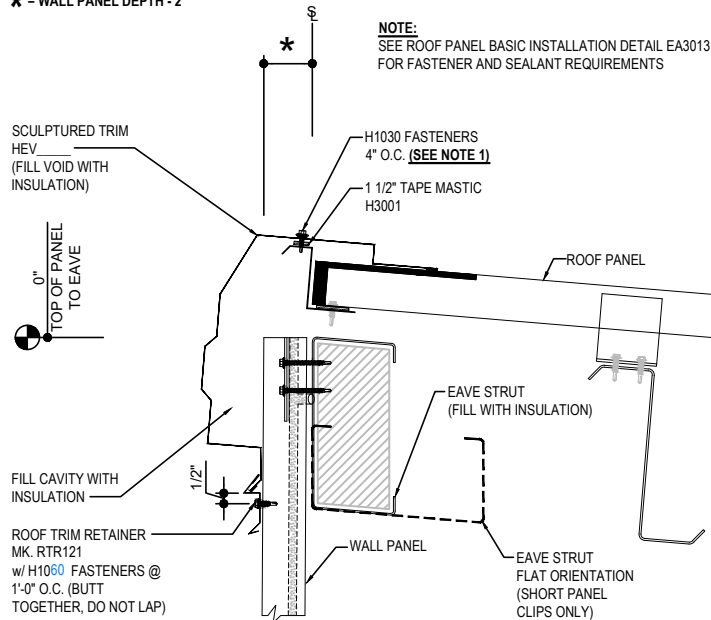 * = WALL PANEL DEPTH - 2"
NOTE:
SEE ROOF PANEL BASIC INSTALLATION DETAIL EA3013
FOR FASTENER AND SEALANT REQUIREMENTS
*
SCULPTURED TRIM
HEV_____
(FILL VOID WITH
INSULATION)
H1030 FASTENERS
4" O.C. (SEE NOTE 1)
1 1/2" TAPE MASTIC
H3001
ROOF PANEL
0"
TOP OF PANEL
TO EAVE
EAVE STRUT
(FILL WITH INSULATION)
FILL CAVITY WITH
INSULATION
1/2"
ROOF TRIM RETAINER
MK. RTR121
w/ H1060 FASTENERS @
1'-0" O.C. (BUTT
TOGETHER, DO NOT LAP)
WALL PANEL
EAVE STRUT
FLAT ORIENTATION
(SHORT PANEL
CLIPS ONLY)